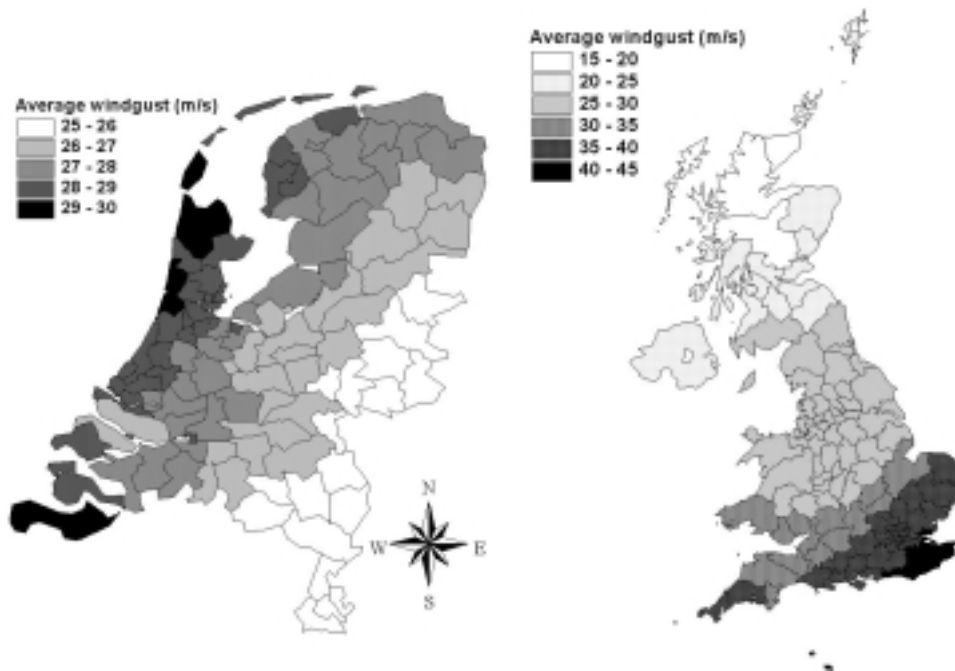 Average windgust (m/s)
25 - 26
26 - 27
27 - 28
28 - 29
29 - 30
N
W E
S
Average windgust (m/s)
15 - 20
20 - 25
25 - 30
30 - 35
35 - 40
40 - 45